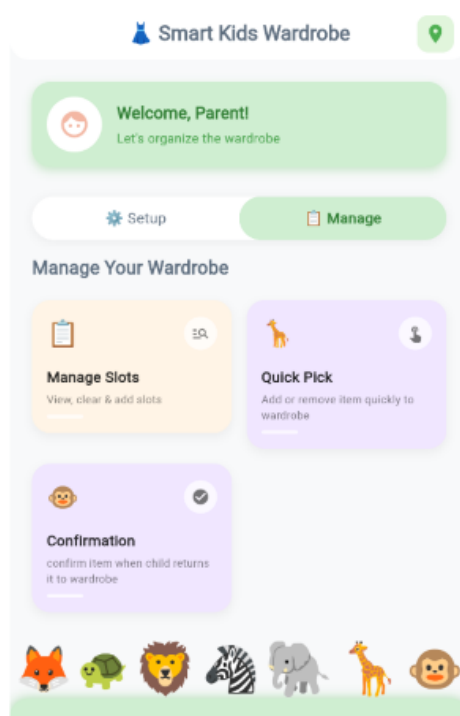 Smart Kids Wardrobe
Welcome, Parent!
Let's organize the wardrobe
Setup
Manage
Manage Your Wardrobe
Manage Slots
View, clear & add slots
Quick Pick
Add or remove item quickly to
wardrobe
Confirmation
confirm item when child returns
it to wardrobe